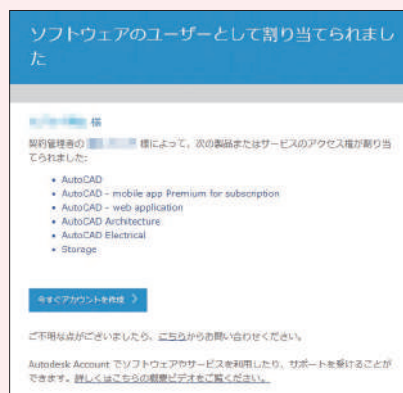 ソフトウェアのユーザーとして割り当てられまし
た
様
契約管理者の 様によって、次の製品またはサービスのアクセス権が割り当
てられました:
• AutoCAD
• AutoCAD - mobile app Premium for subscription
• AutoCAD - web application
• AutoCAD Architecture
• AutoCAD Electrical
• Storage
今すぐアカウントを作成 >
ご不明な点がございましたら、こちらからお問い合わせください。
Autodesk Account でソフトウェアやサービスを利用したり、サポートを受けることが
できます。詳しくはこちらの概要ビデオをご覧ください。